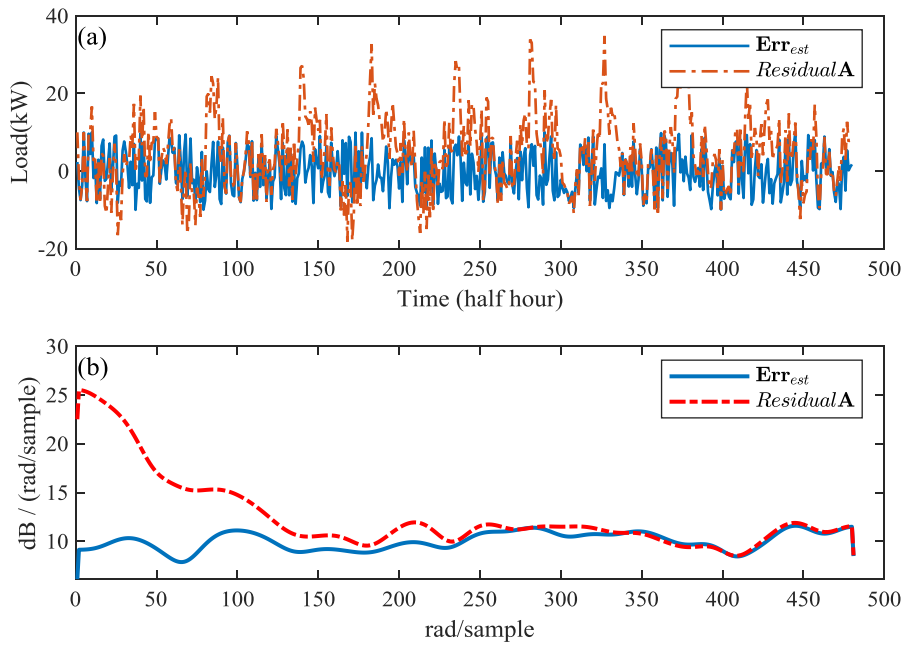 (a)
Load(kW)
40
20
0
-20
Err_est
Residual A
0 50 100 150 200 250 300 350 400 450 500
Time (half hour)
(b)
dB / (rad/sample)
30
25
20
15
10
Err_est
Residual A
0 50 100 150 200 250 300 350 400 450 500
rad/sample